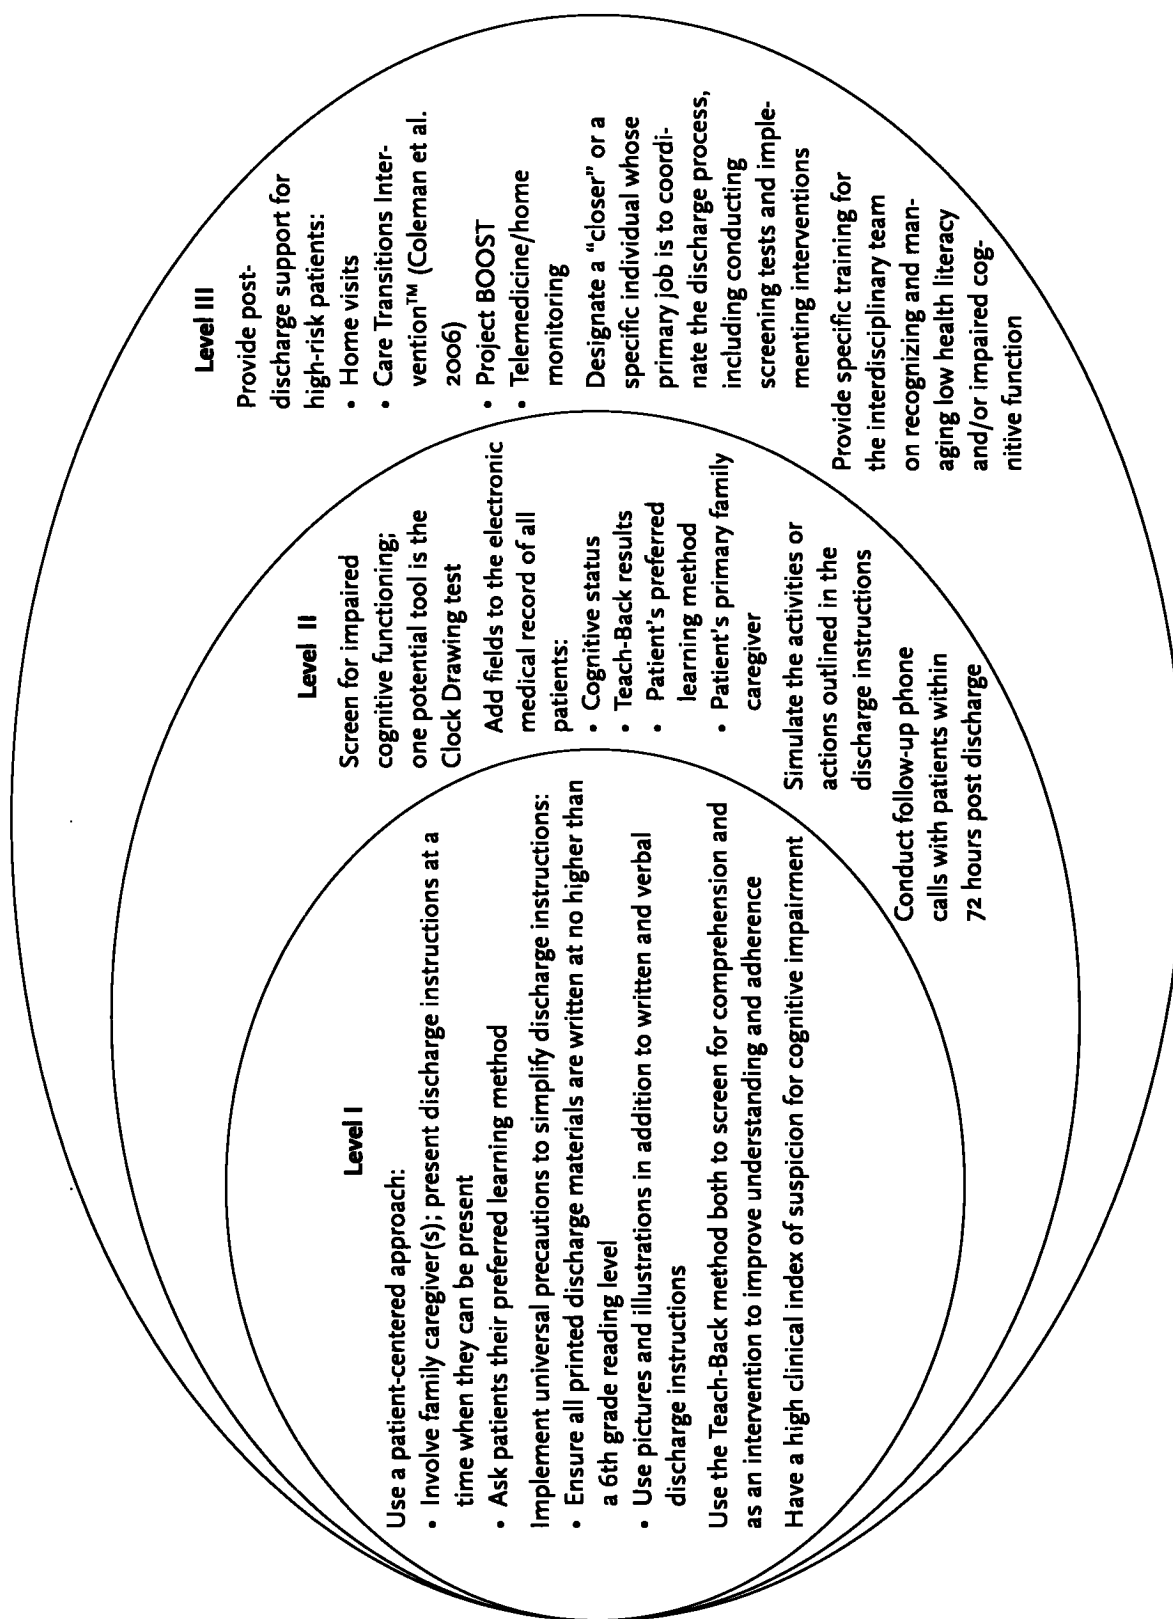 Level I
Use a patient-centered approach:
• Involve family caregiver(s); present discharge instructions at a
time when they can be present
• Ask patients their preferred learning method
Implement universal precautions to simplify discharge instructions:
• Ensure all printed discharge materials are written at no higher than
a 6th grade reading level
• Use pictures and illustrations in addition to written and verbal
discharge instructions
Use the Teach-Back method both to screen for comprehension and
as an intervention to improve understanding and adherence
Have a high clinical index of suspicion for cognitive impairment
Level II
Screen for impaired
cognitive functioning;
one potential tool is the
Clock Drawing test
Add fields to the electronic
medical record of all
patients:
• Cognitive status
• Teach-Back results
• Patient's preferred
learning method
• Patient's primary family
caregiver
Simulate the activities or
actions outlined in the
discharge instructions
Conduct follow-up phone
calls with patients within
72 hours post discharge
Level III
Provide post-
discharge support for
high-risk patients:
• Home visits
• Care Transitions Inter-
vention™ (Coleman et al.
2006)
• Project BOOST
• Telemedicine/home
monitoring
Designate a “closer” or a
specific individual whose
primary job is to coordi-
nate the discharge process,
including conducting
screening tests and imple-
menting interventions
Provide specific training for
the interdisciplinary team
on recognizing and man-
aging low health literacy
and/or impaired cog-
nitive function